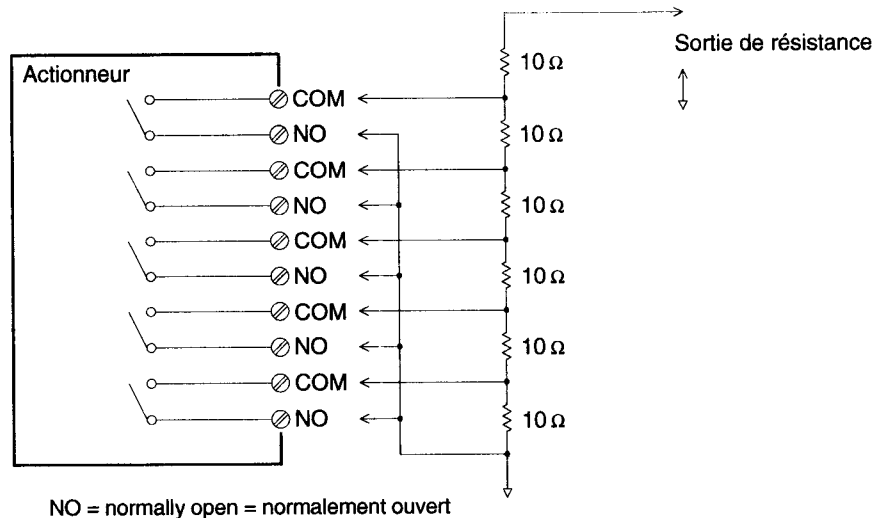 Sortie de résistance
10 Ω
Actionneur
COM
10 Ω
NO
COM
10 Ω
NO
COM
10 Ω
NO
COM
10 Ω
NO
COM
10 Ω
NO
NO = normally open = normalement ouvert